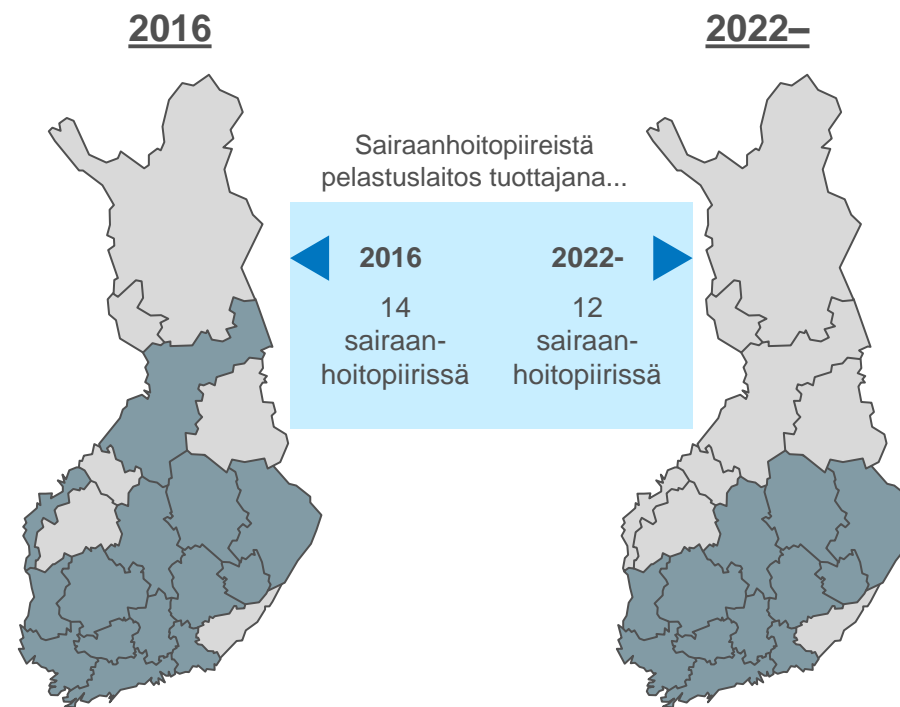 2016
2022–
Sairaanhoitopiireistä
pelastuslaitos tuottajana...
2016
2022-
14
sairaan-
hoitopiirissä
12
sairaan-
hoitopiirissä